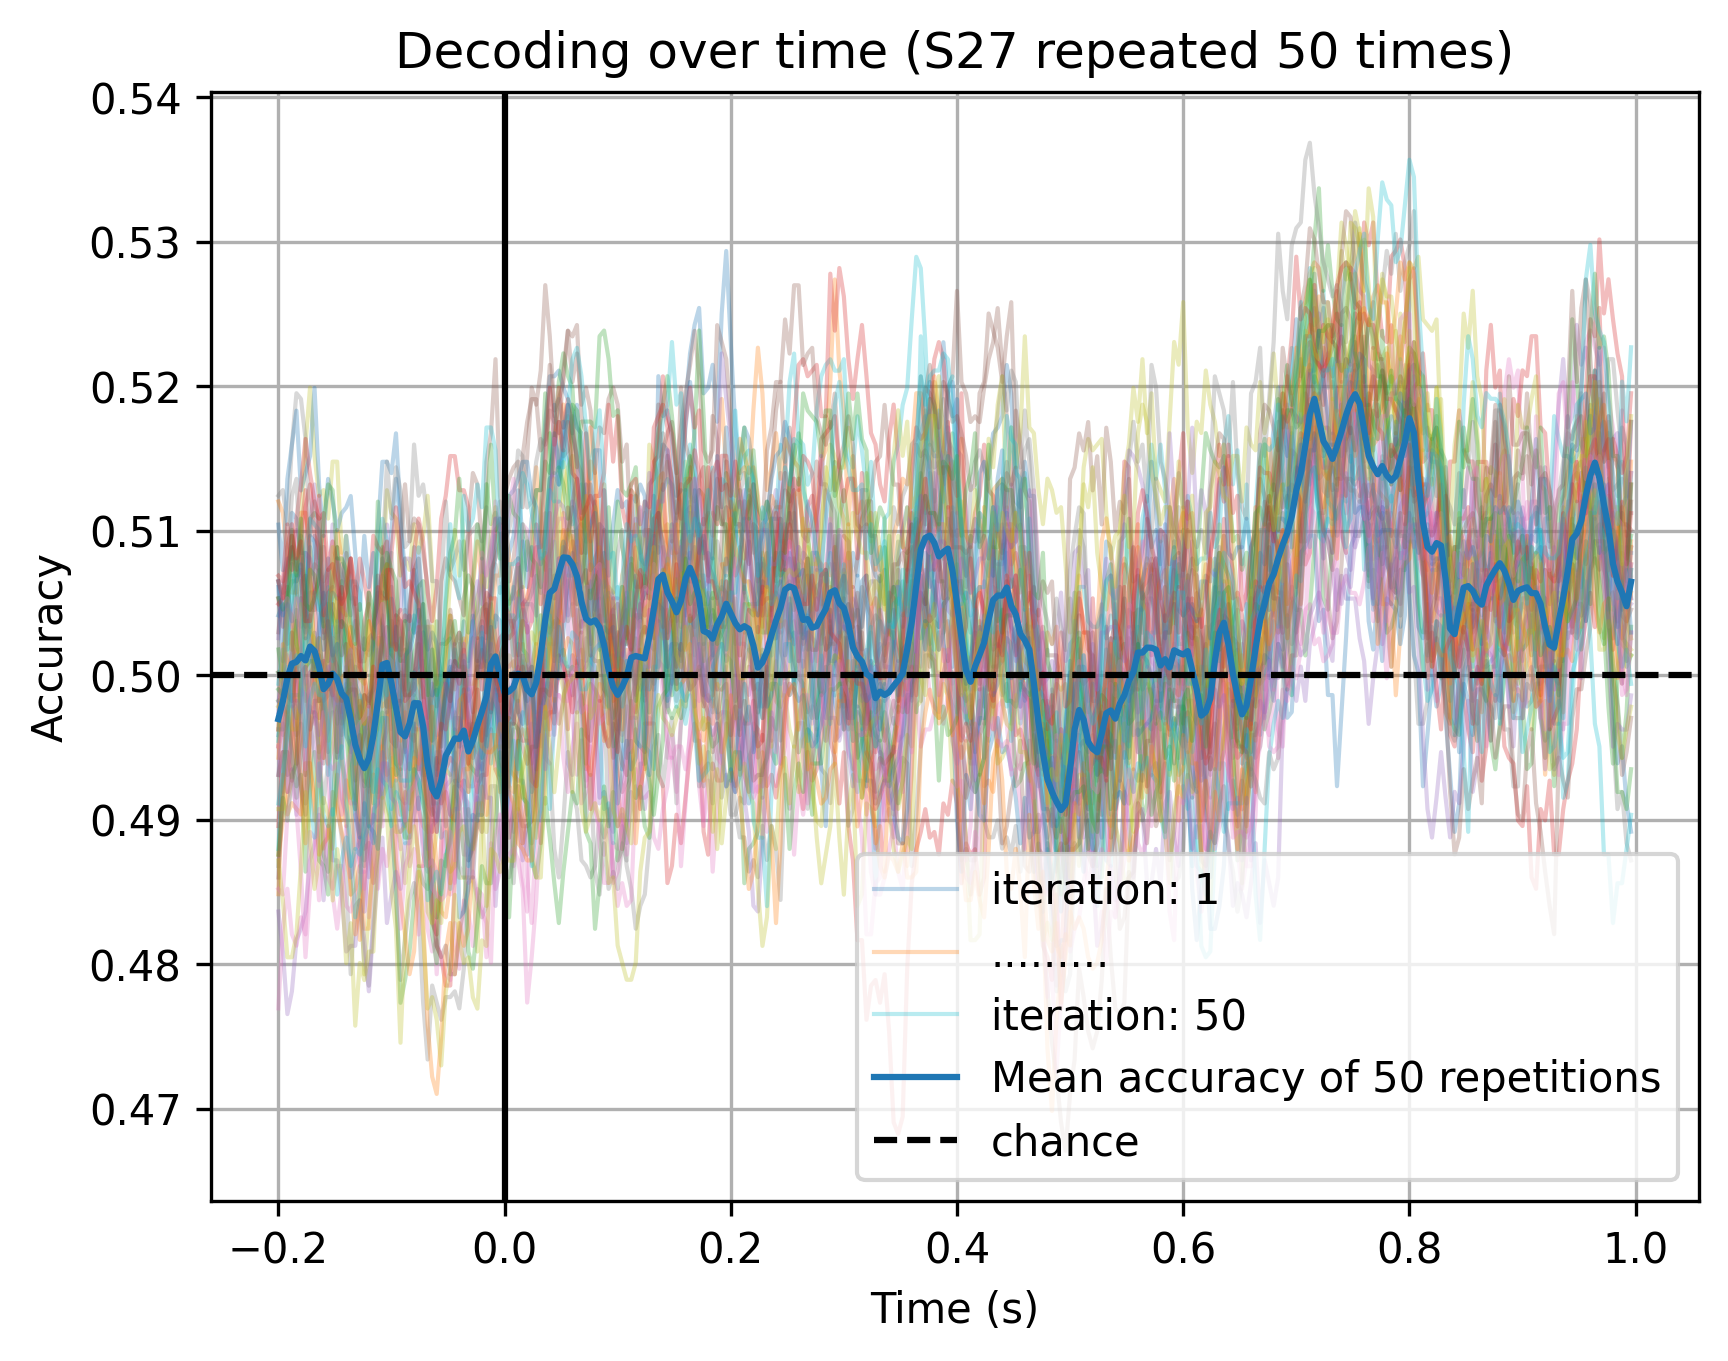 Decoding over time (S27 repeated 50 times)
0.54
0.53
0.52
0.51
0.50
0.49
0.48
0.47
Accuracy
iteration: 1
.........
iteration: 50
Mean accuracy of 50 repetitions
chance
−0.2
0.0
0.2
0.4
0.6
0.8
1.0
Time (s)